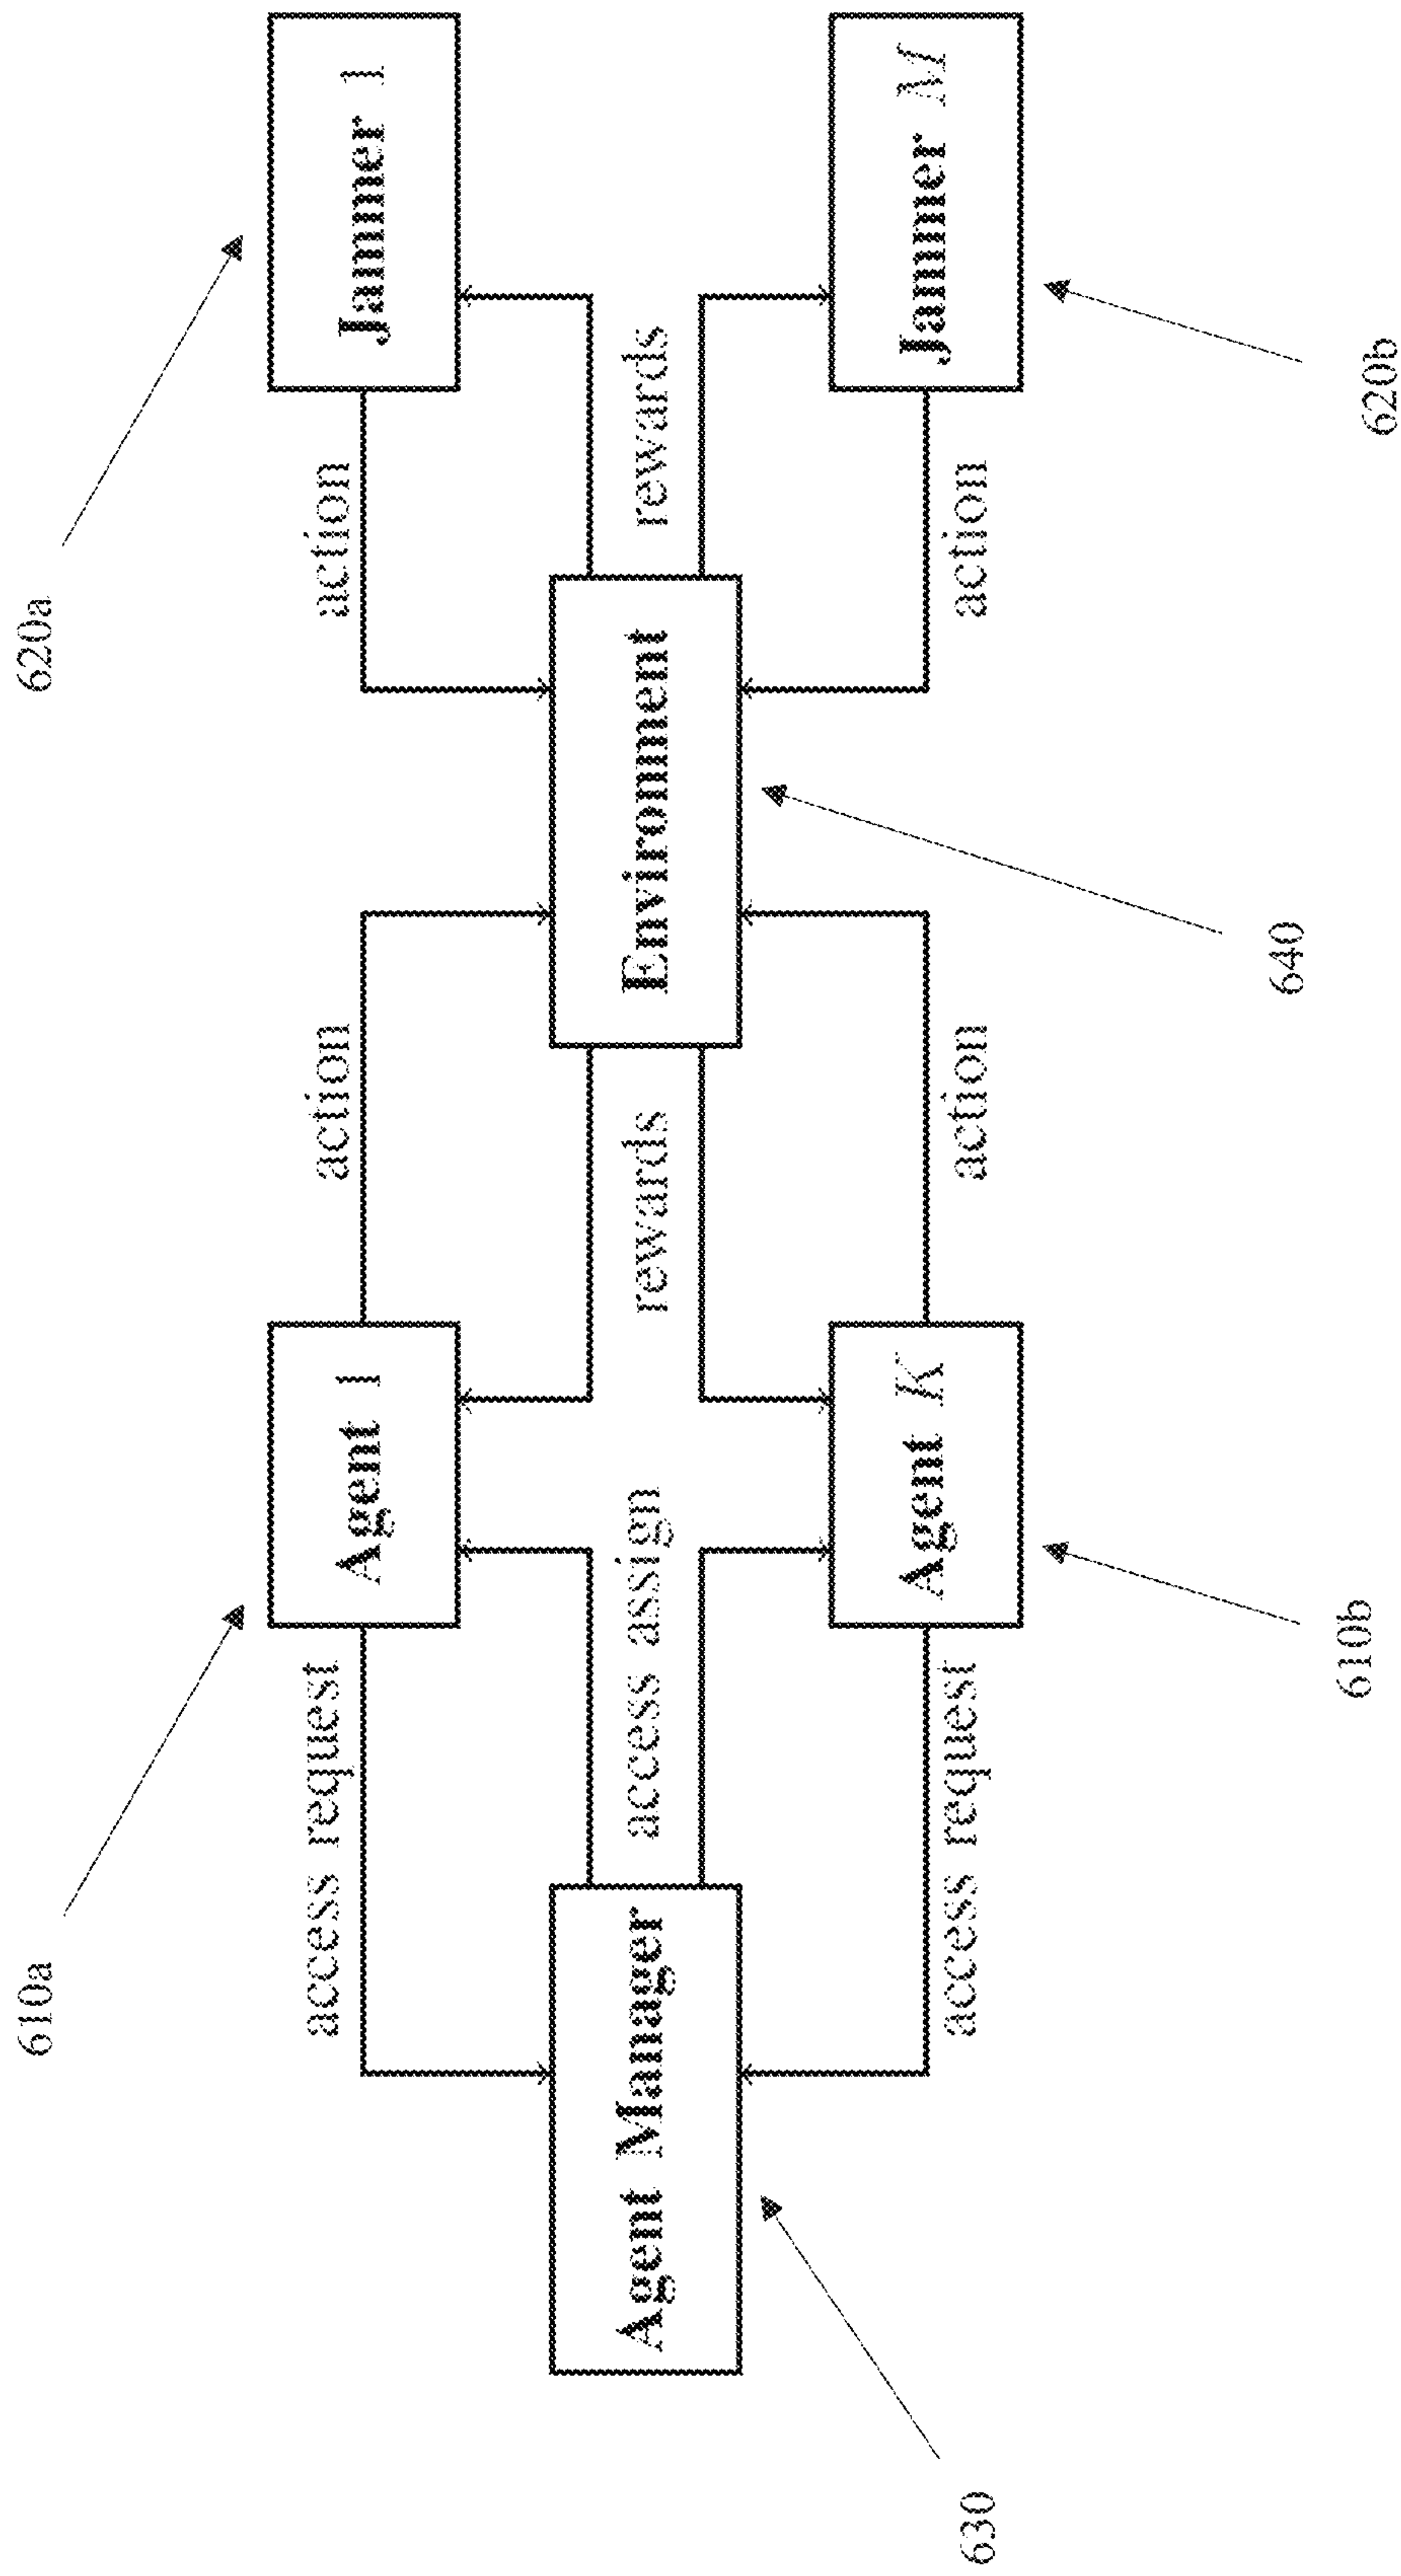 610a
620a
access request
action
action
Agent 1
Jammer 1
Agent Manager
access assign
rewards
Environment
rewards
Agent K
Jammer M
access request
action
action
630
610b
640
620b